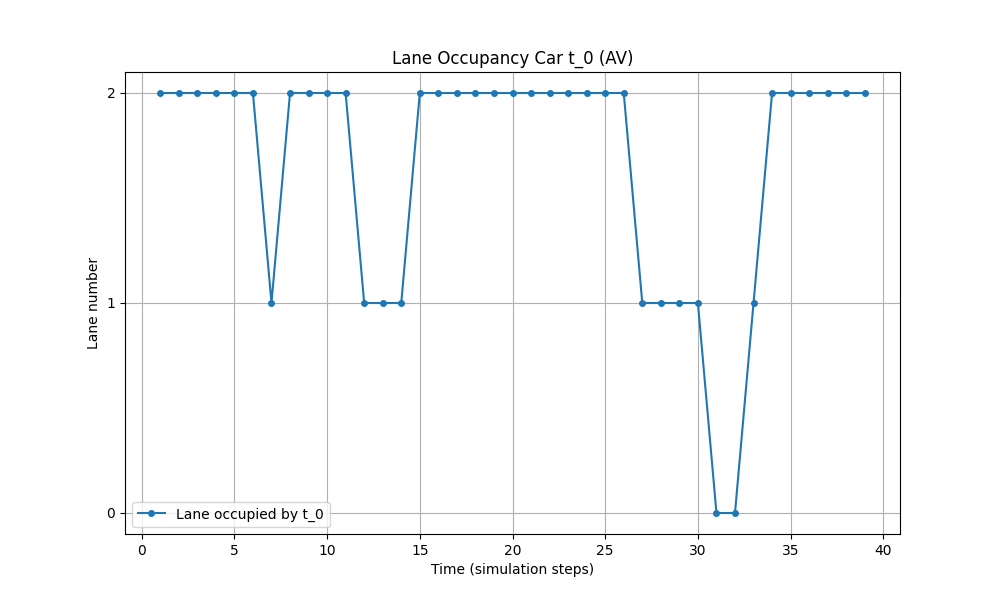 Lane Occupancy Car t_0 (AV)
2
1
0
Lane number
Lane occupied by t_0
0 5 10 15 20 25 30 35 40
Time (simulation steps)